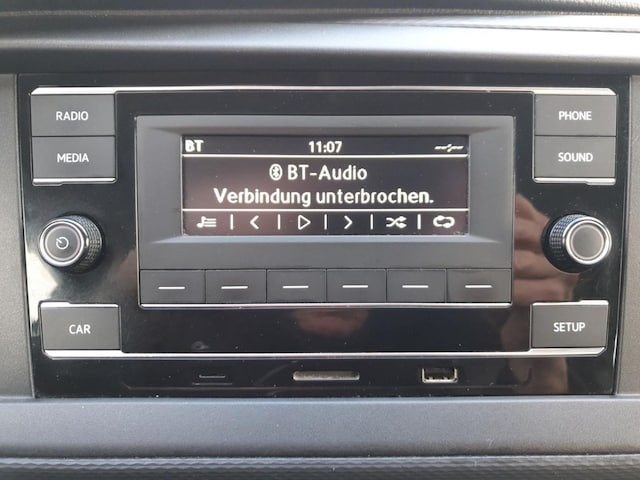 RADIO
MEDIA
CAR
BT 11:07
BT-Audio
Verbindung unterbrochen.
PHONE
SOUND
SETUP